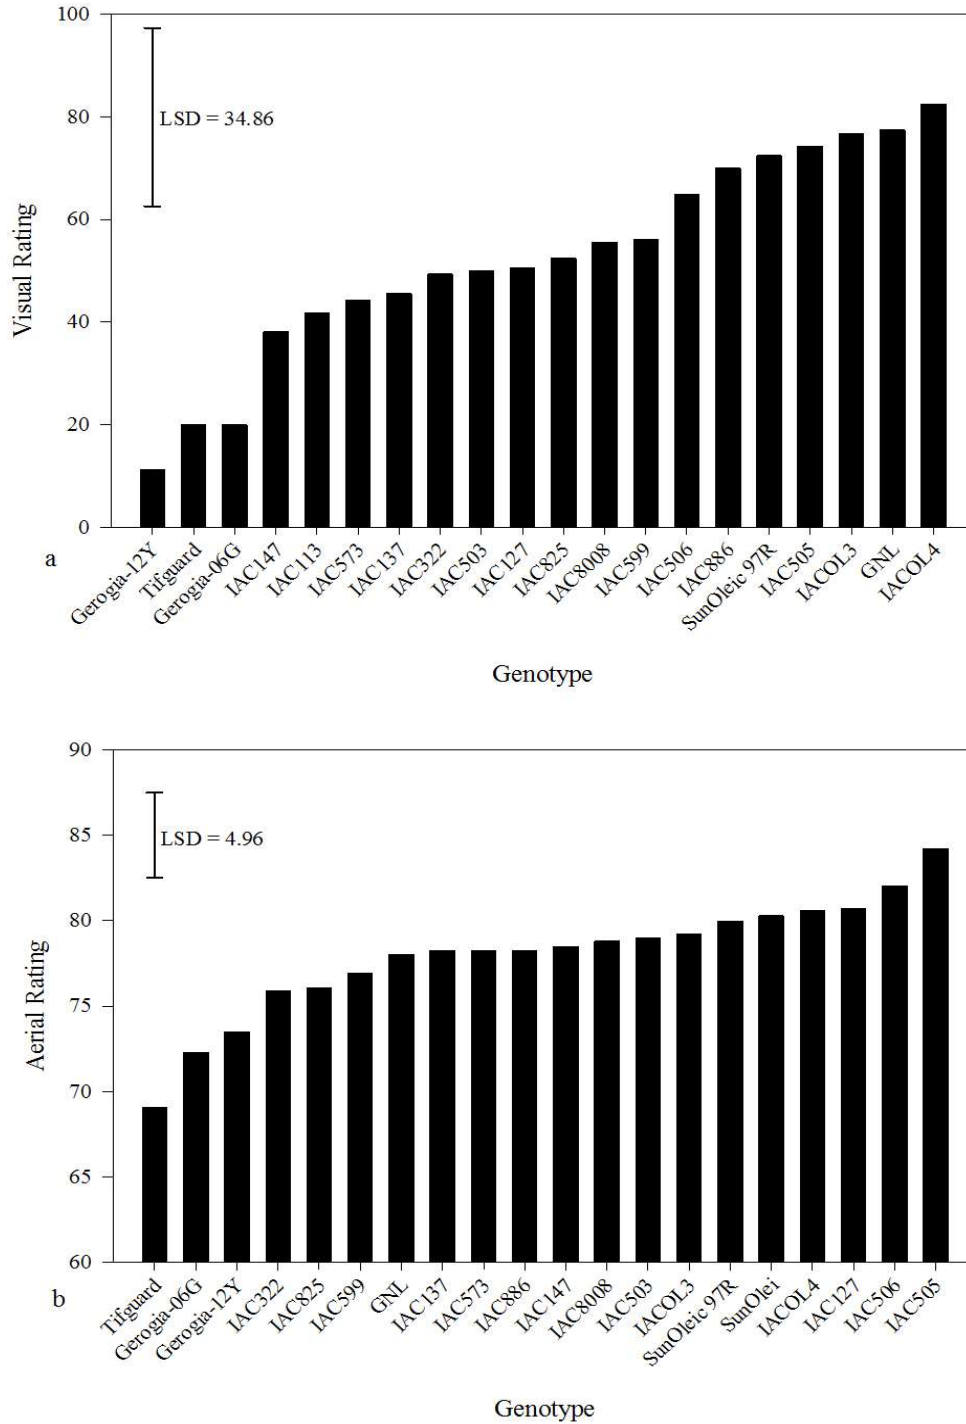 100
80
60
40
20
0
Visual Rating
LSD = 34.86
a
Gerogia-12Y
Tifguard
Gerogia-06G
IAC147
IAC113
IAC573
IAC137
IAC322
IAC503
IAC127
IAC825
IAC8008
IAC599
IAC506
IAC886
SunOleic 97R
IAC505
IACOL3
GNL
IACOL4
Genotype
90
85
80
75
70
65
60
Aerial Rating
LSD = 4.96
b
Tifguard
Gerogia-06G
Gerogia-12Y
IAC322
IAC825
IAC599
GNL
IAC137
IAC573
IAC886
IAC147
IAC8008
IAC503
IACOL3
SunOleic 97R
SunOlei
IACOL4
IAC127
IAC506
IAC505
Genotype